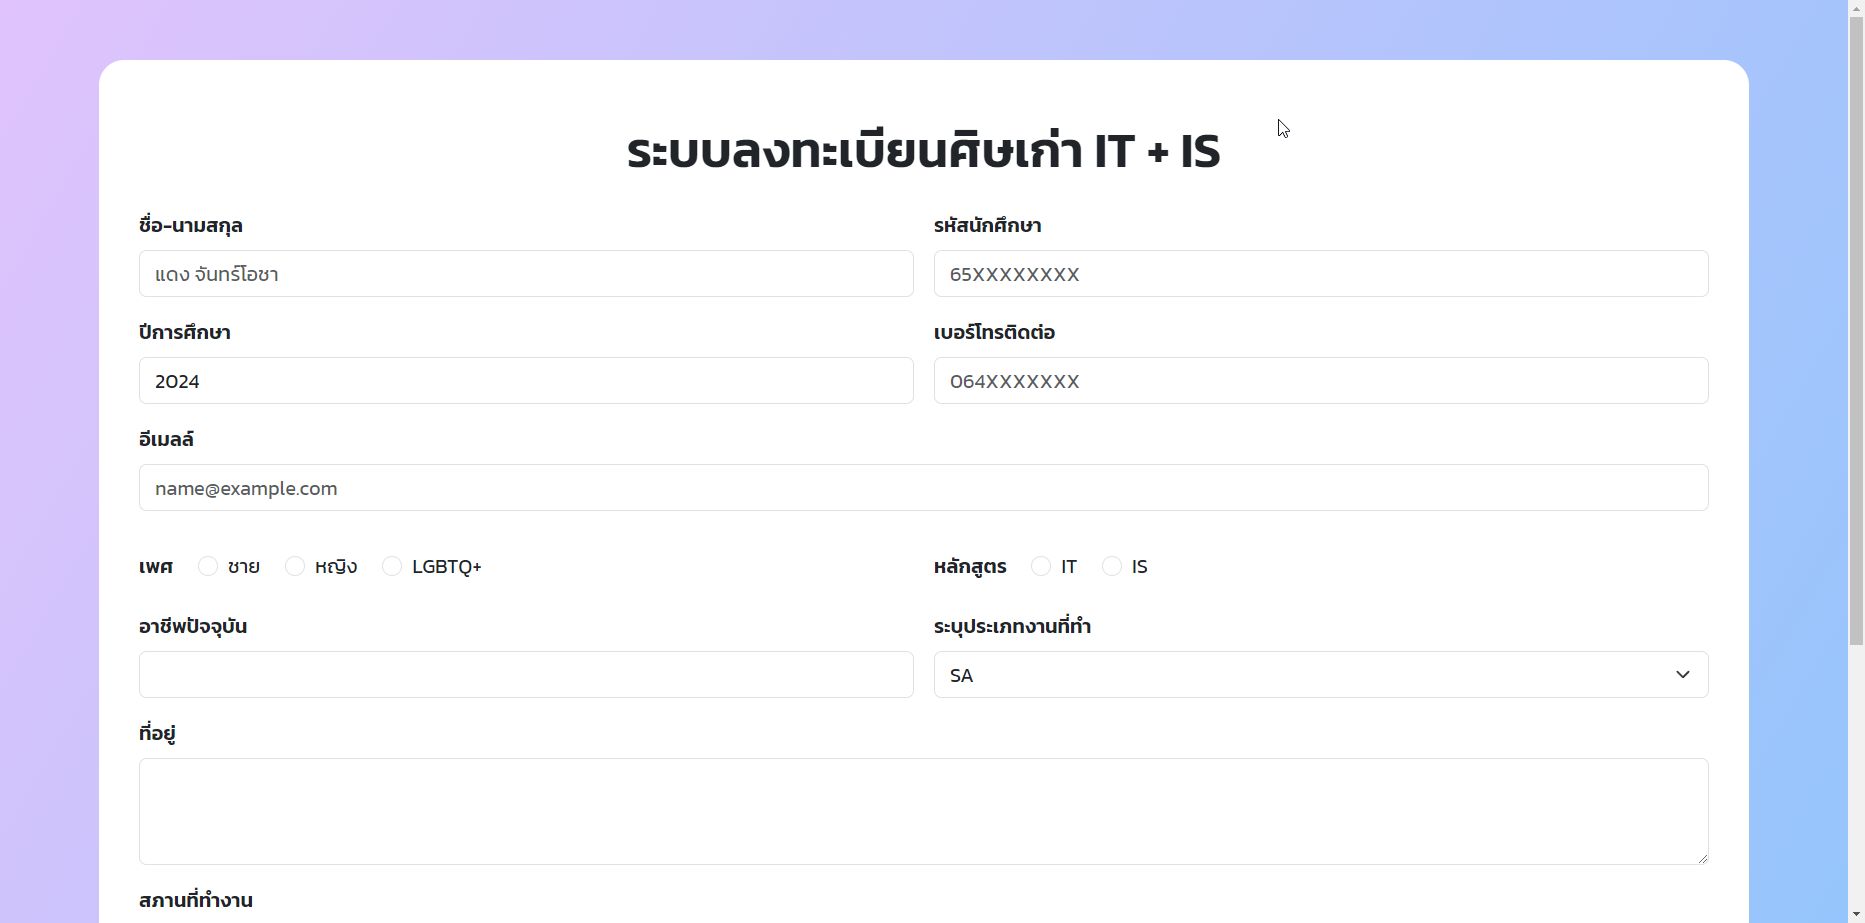 ระบบลงทะเบียนศิษเก่า IT + IS
ชื่อ-นามสกุล
รหัสนักศึกษา
แดง จันทร์โอชา
65XXXXXXXX
ปีการศึกษา
เบอร์โทรติดต่อ
2024
064XXXXXXX
อีเมลล์
name@example.com
เพศ ชาย หญิง LGBTQ+
หลักสูตร IT IS
อาชีพปัจจุบัน
ระบุประเภทงานที่ทำ
SA
ที่อยู่
สภานที่ทำงาน